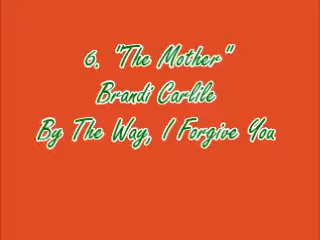 6. "The Mother"
Brandi Carlile
By The Way, I Forgive You